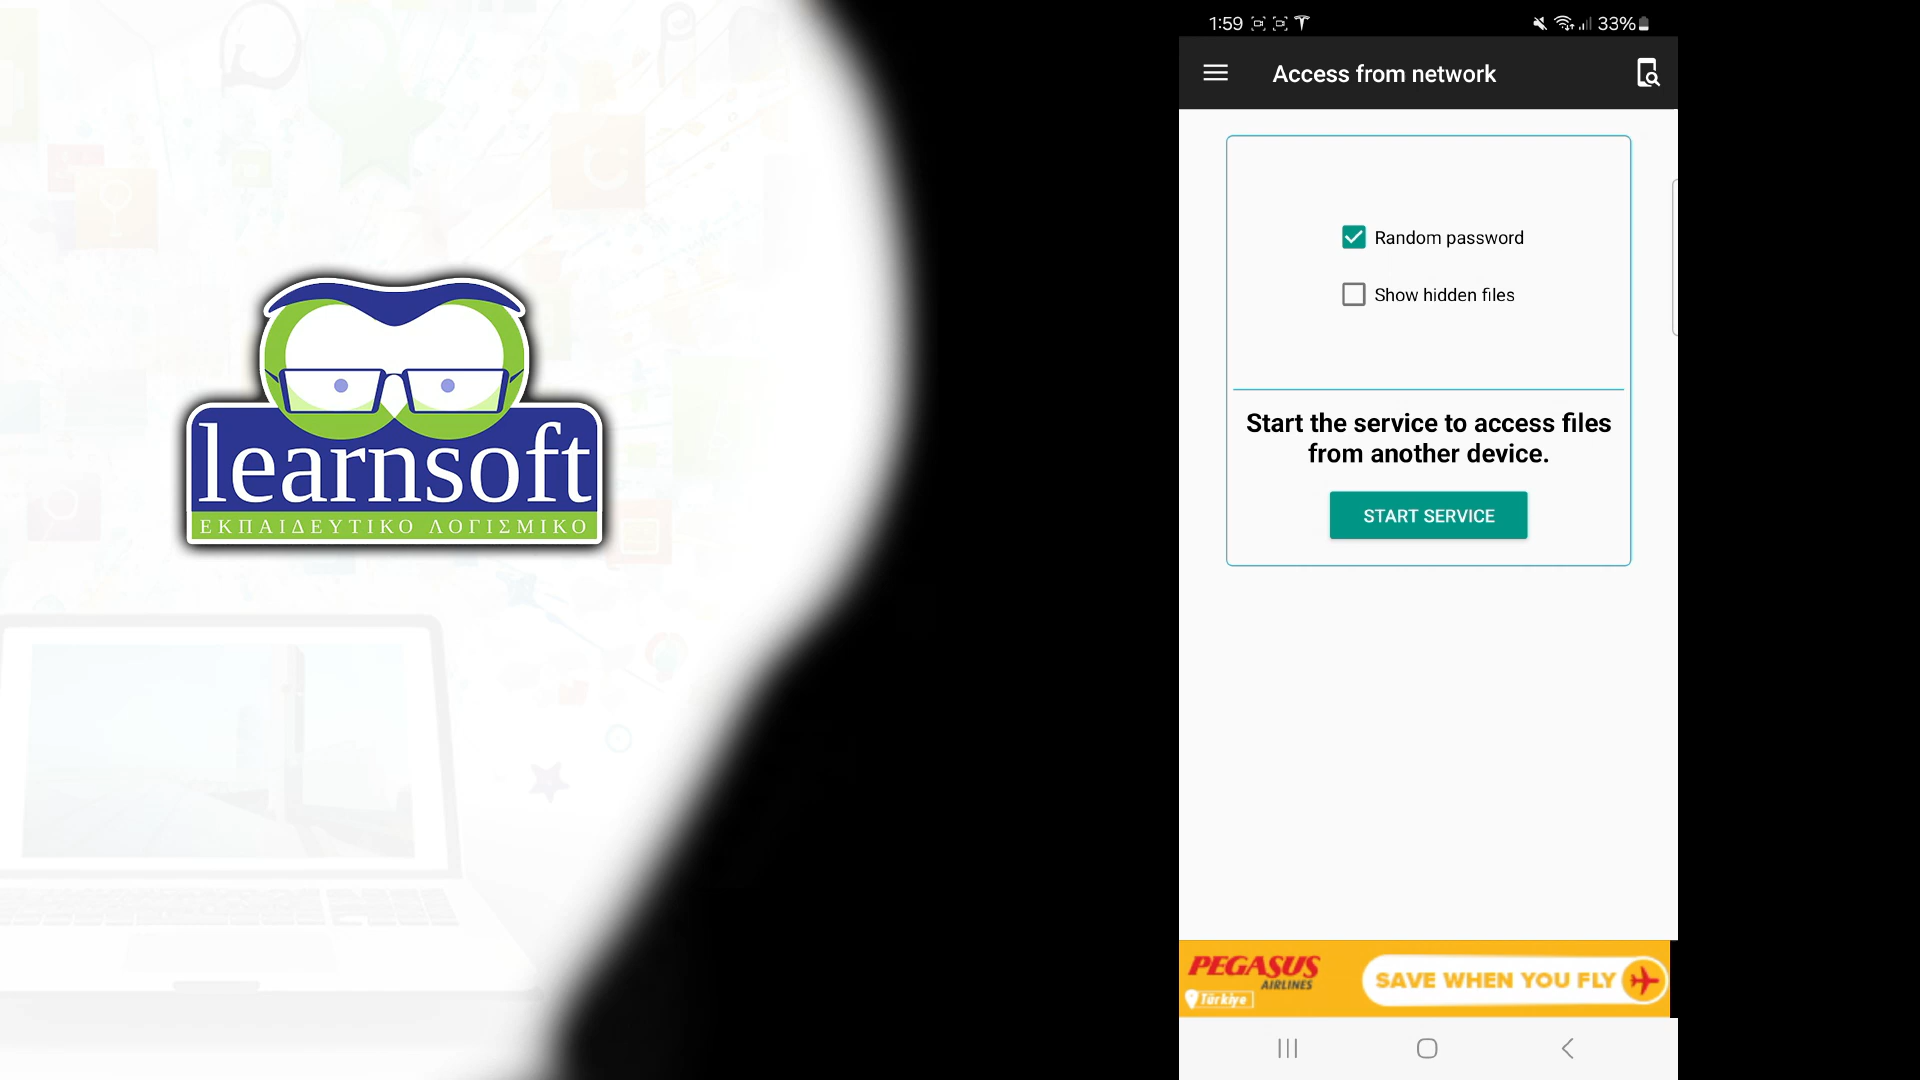 learnsoft
ΕΚΠΑΙΔΕΥΤΙΚΟ ΛΟΓΙΣΜΙΚΟ
1:59
33%
Access from network
Random password
Show hidden files
Start the service to access files
from another device.
START SERVICE
PEGASUS
AIRLINES
Türkiye
SAVE WHEN YOU FLY